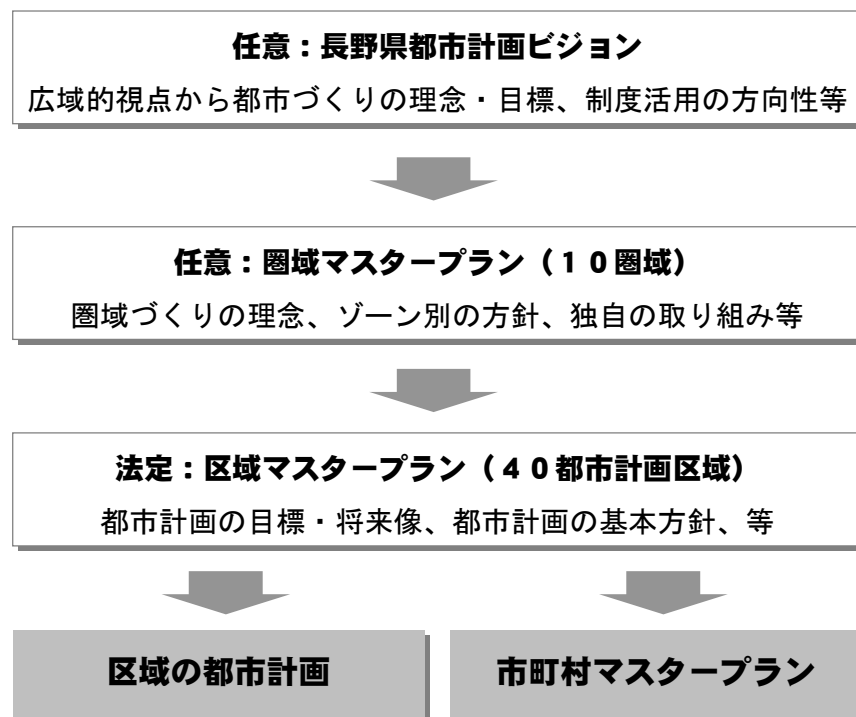 任意：長野県都市計画ビジョン
広域的視点から都市づくりの理念・目標、制度活用の方向性等
任意：圏域マスタープラン（１０圏域）
圏域づくりの理念、ゾーン別の方針、独自の取り組み等
法定：区域マスタープラン（４０都市計画区域）
都市計画の目標・将来像、都市計画の基本方針、等
区域の都市計画
市町村マスタープラン